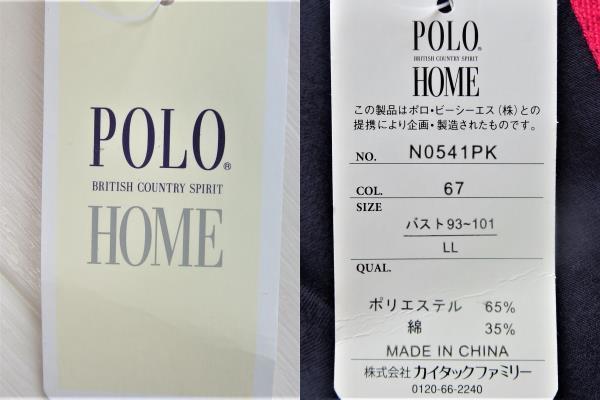 POLO®
BRITISH COUNTRY SPIRIT
HOME
POLO®
BRITISH COUNTRY SPIRIT
HOME
この製品はポロ・ビーシーエス(株)との
提携により企画・製造されたものです。
NO. N0541PK
COL. 67
SIZE
バスト93~101
LL
QUAL.
ポリエステル 65%
綿 35%
MADE IN CHINA
株式会社カイタックファミリー
0120-66-2240